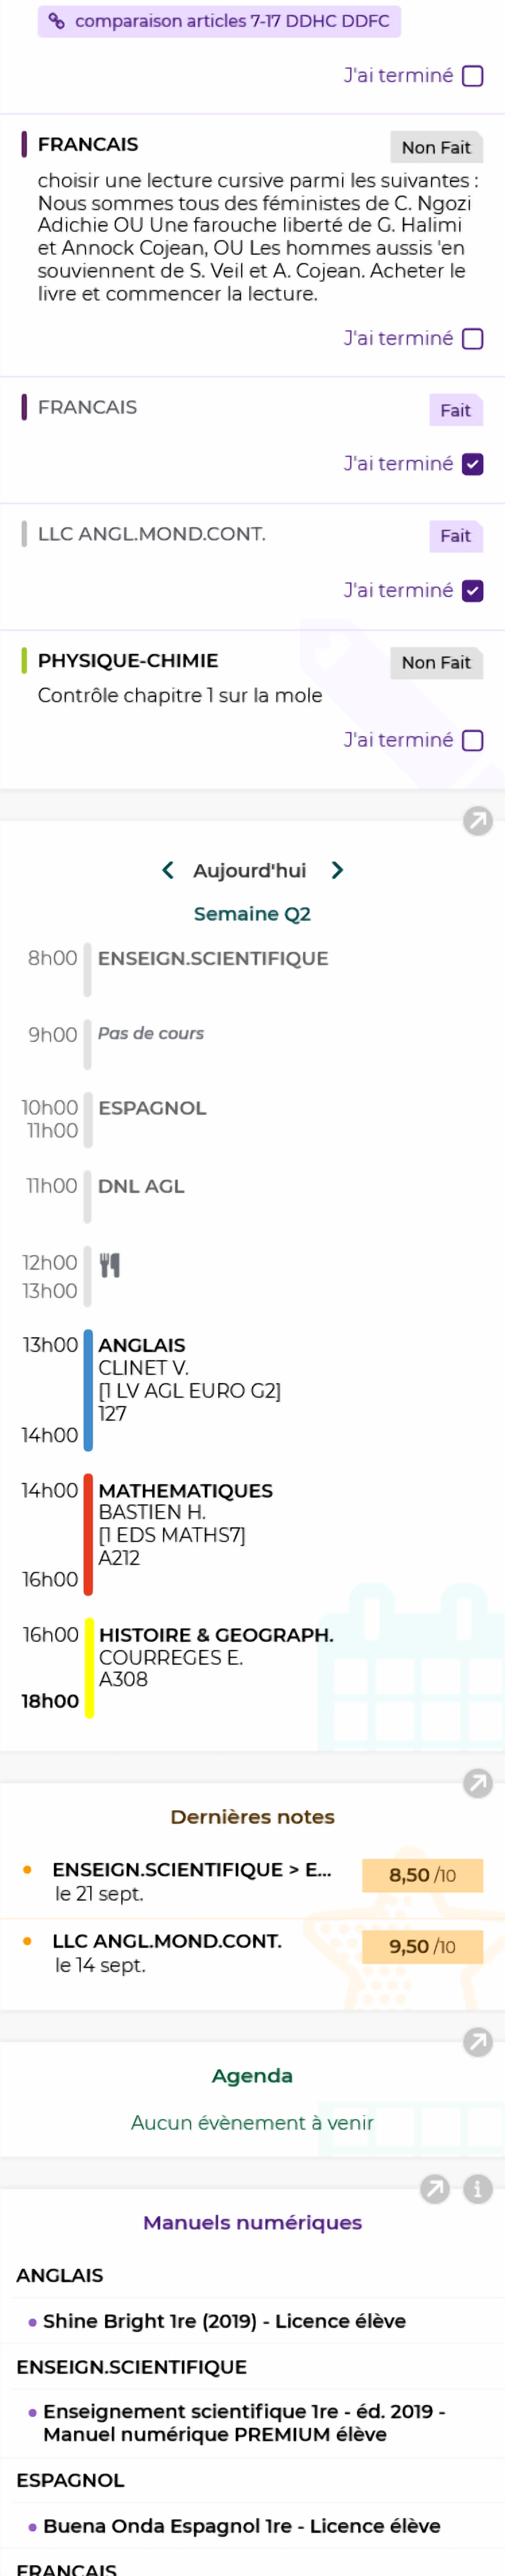 comparaison articles 7-17 DDHC DDFC
J'ai terminé
FRANCAIS
Non Fait
choisir une lecture cursive parmi les suivantes :
Nous sommes tous des féministes de C. Ngozi
Adichie OU Une farouche liberté de G. Halimi
et Annock Cojean, OU Les hommes aussis 'en
souviennent de S. Veil et A. Cojean. Acheter le
livre et commencer la lecture.
J'ai terminé
FRANCAIS
Fait
J'ai terminé
LLC ANGL.MOND.CONT.
Fait
J'ai terminé
PHYSIQUE-CHIMIE
Non Fait
Contrôle chapitre 1 sur la mole
J'ai terminé
Aujourd'hui
Semaine Q2
8h00 ENSEIGN.SCIENTIFIQUE
9h00 Pas de cours
10h00 ESPAGNOL
11h00
11h00 DNL AGL
12h00
13h00
13h00 ANGLAIS
CLINET V.
[1 LV AGL EURO G2]
127
14h00
14h00 MATHEMATIQUES
BASTIEN H.
[1 EDS MATHS7]
A212
16h00
16h00 HISTOIRE & GEOGRAPH.
COURREGES E.
A308
18h00
Dernières notes
ENSEIGN.SCIENTIFIQUE > E...
8,50 /10
le 21 sept.
LLC ANGL.MOND.CONT.
9,50 /10
le 14 sept.
Agenda
Aucun évènement à venir
Manuels numériques
ANGLAIS
Shine Bright 1re (2019) - Licence élève
ENSEIGN.SCIENTIFIQUE
Enseignement scientifique 1re - éd. 2019 -
Manuel numérique PREMIUM élève
ESPAGNOL
Buena Onda Espagnol 1re - Licence élève
FRANCAIS